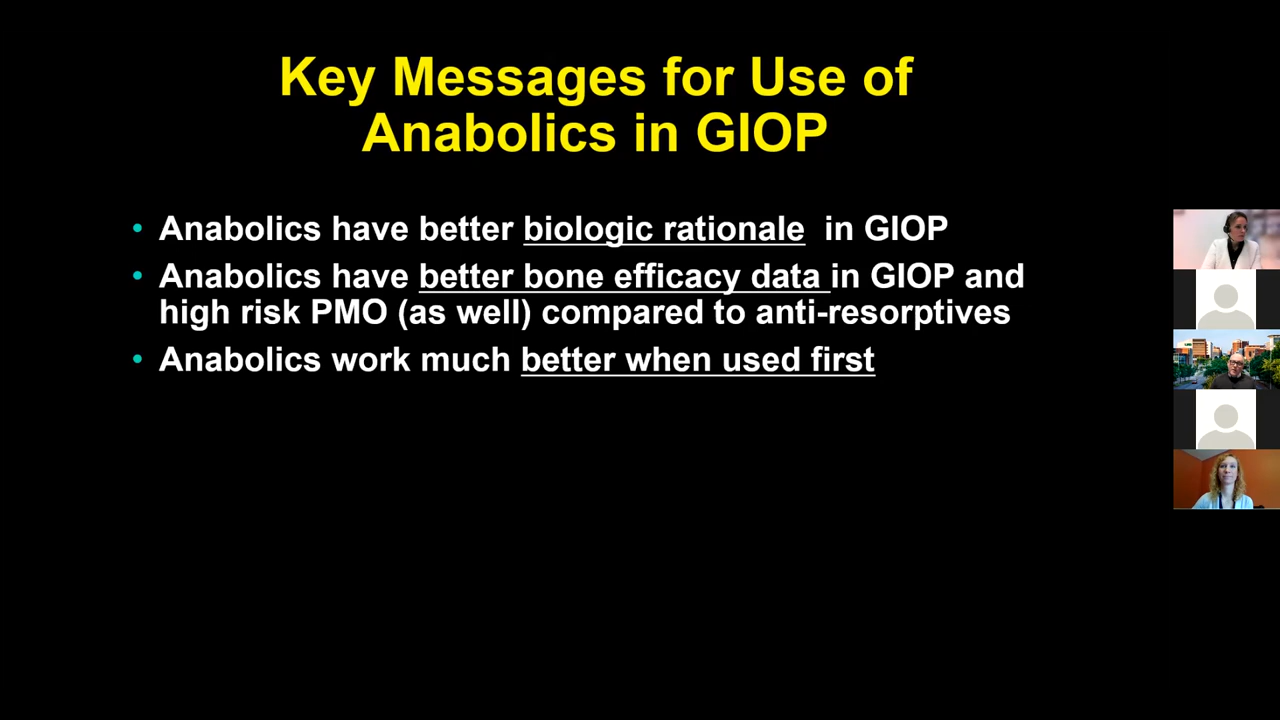 Key Messages for Use of
Anabolics in GIOP
• Anabolics have better biologic rationale in GIOP
• Anabolics have better bone efficacy data in GIOP and
high risk PMO (as well) compared to anti-resorptives
• Anabolics work much better when used first